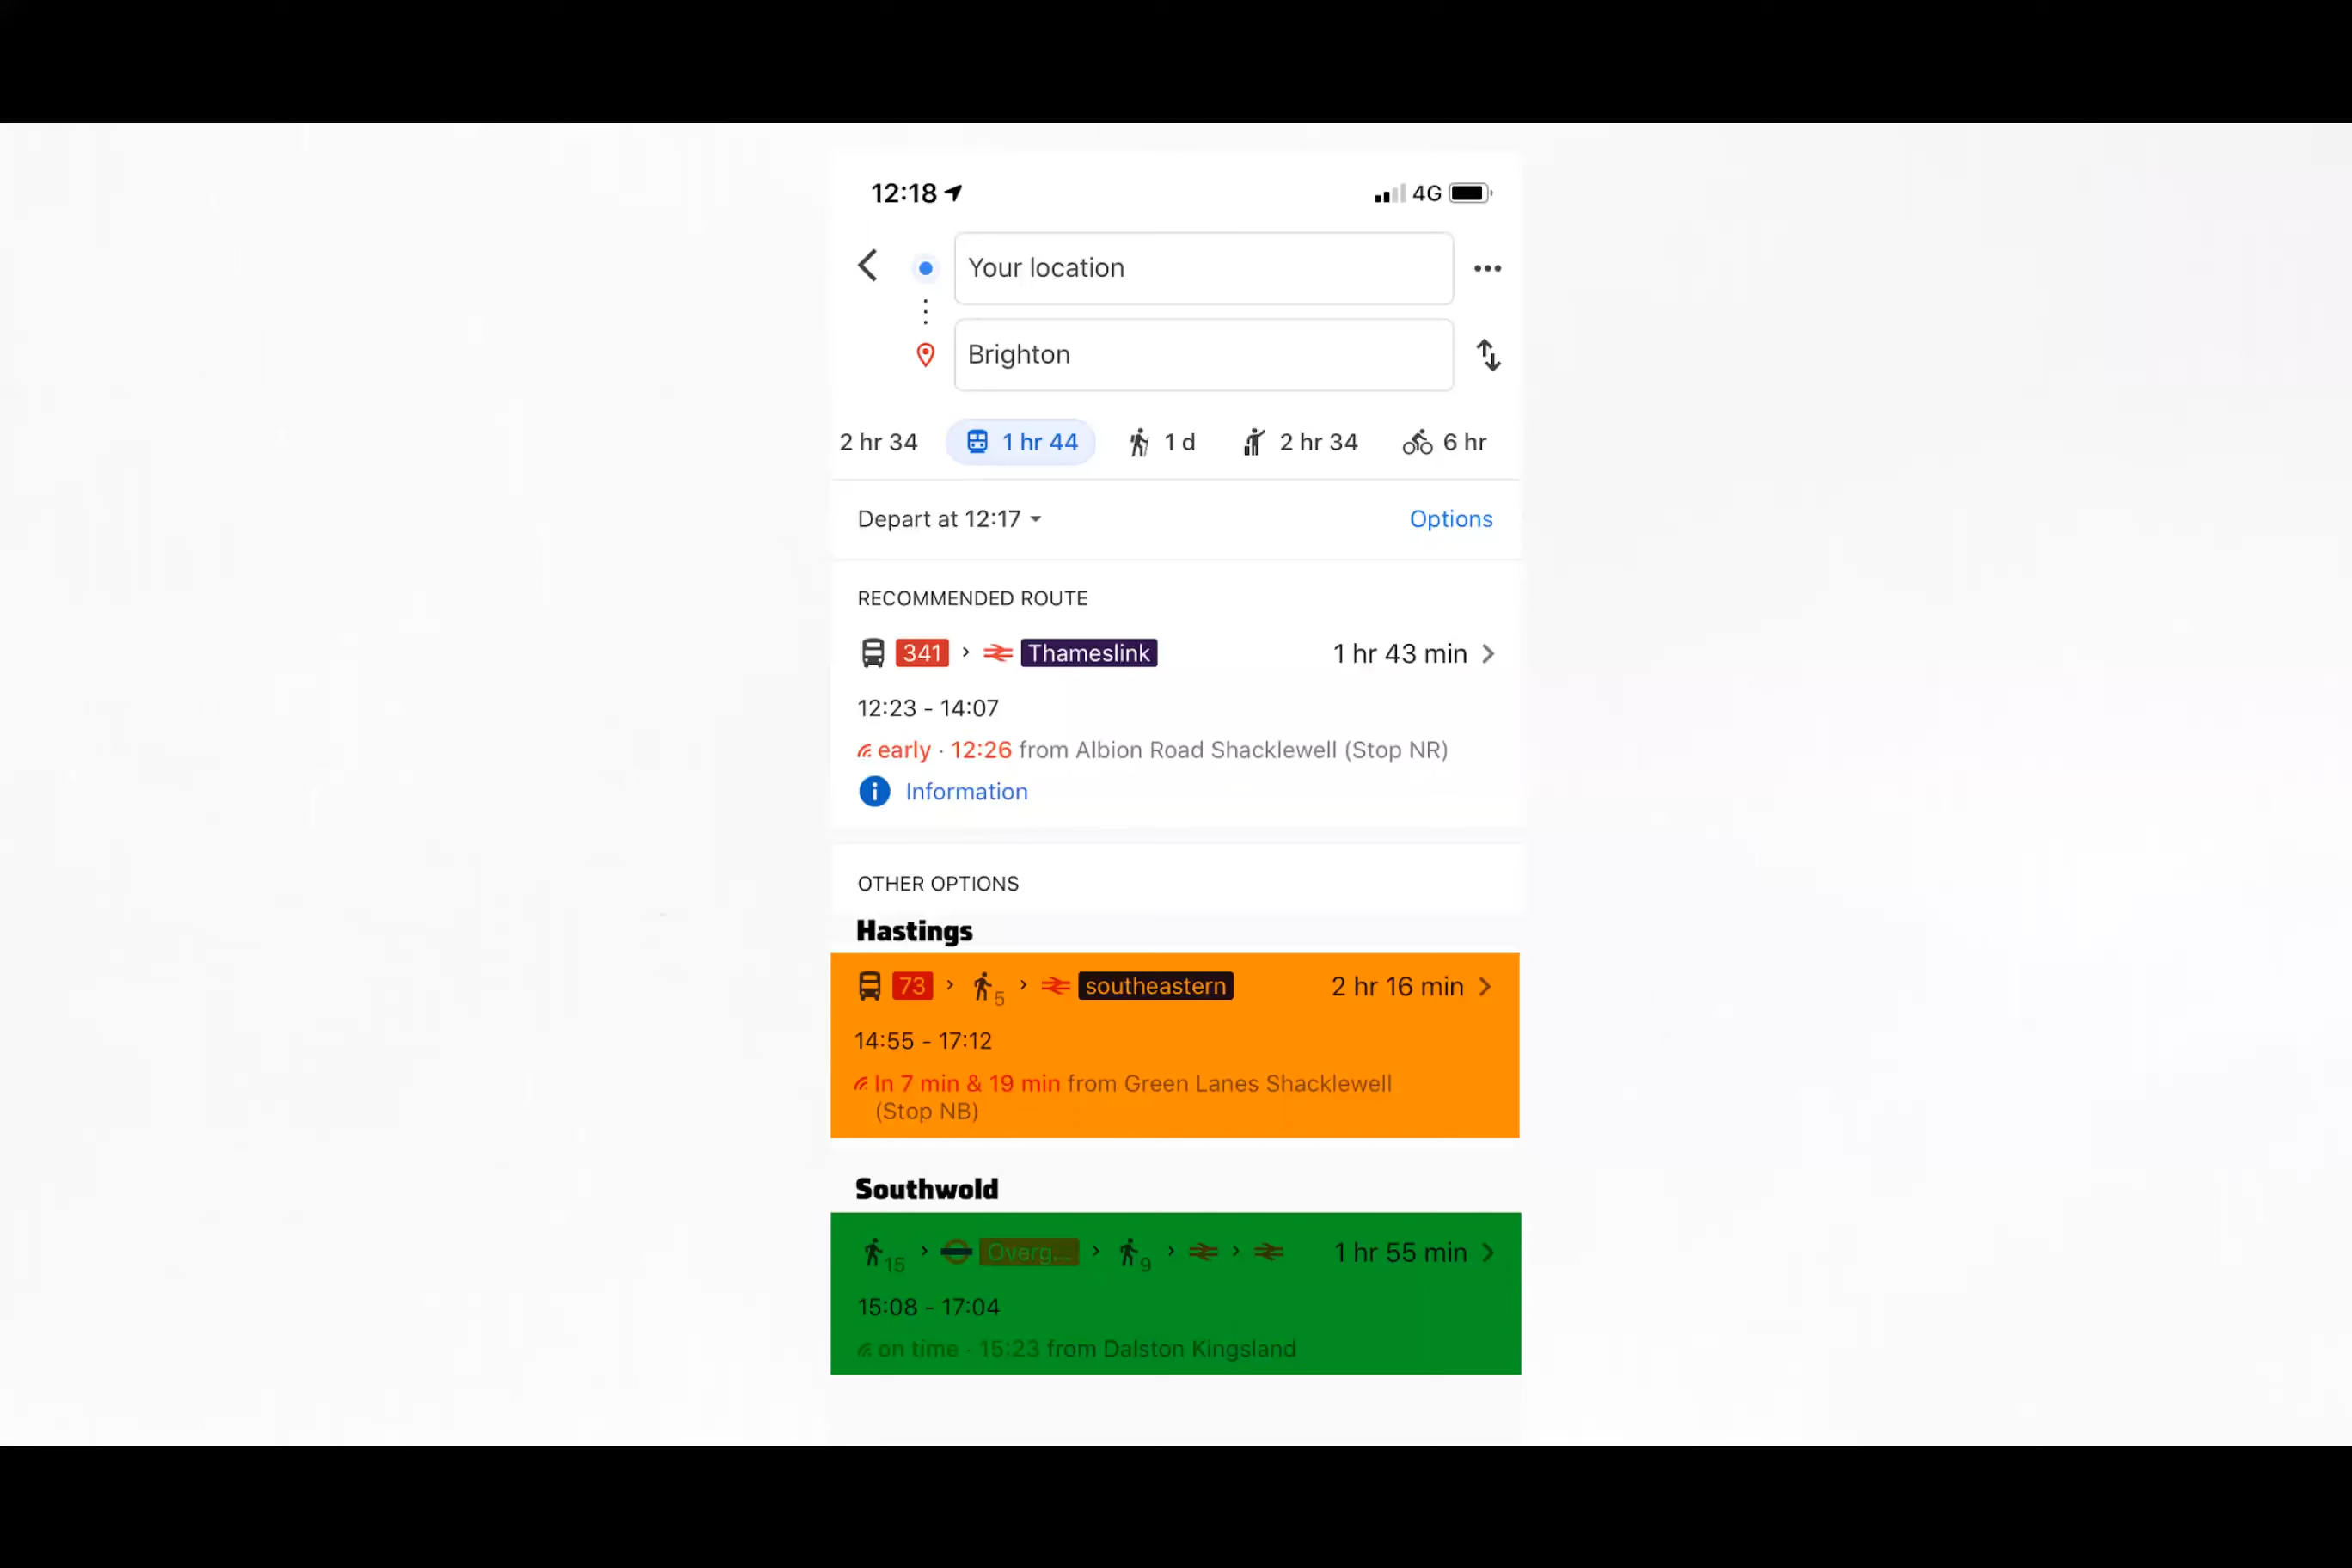 12:18 4G
Your location
Brighton
2 hr 34 1 hr 44 1 d 2 hr 34 6 hr
Depart at 12:17 Options
RECOMMENDED ROUTE
341 > Thameslink 1 hr 43 min >
12:23 - 14:07
early · 12:26 from Albion Road Shacklewell (Stop NR)
i Information
OTHER OPTIONS
Hastings
73 > 5 > southeastern 2 hr 16 min >
14:55 - 17:12
In 7 min & 19 min from Green Lanes Shacklewell
(Stop NB)
Southwold
15 > Overg... > 9 > > 1 hr 55 min >
15:08 - 17:04
on time · 15:23 from Dalston Kingsland